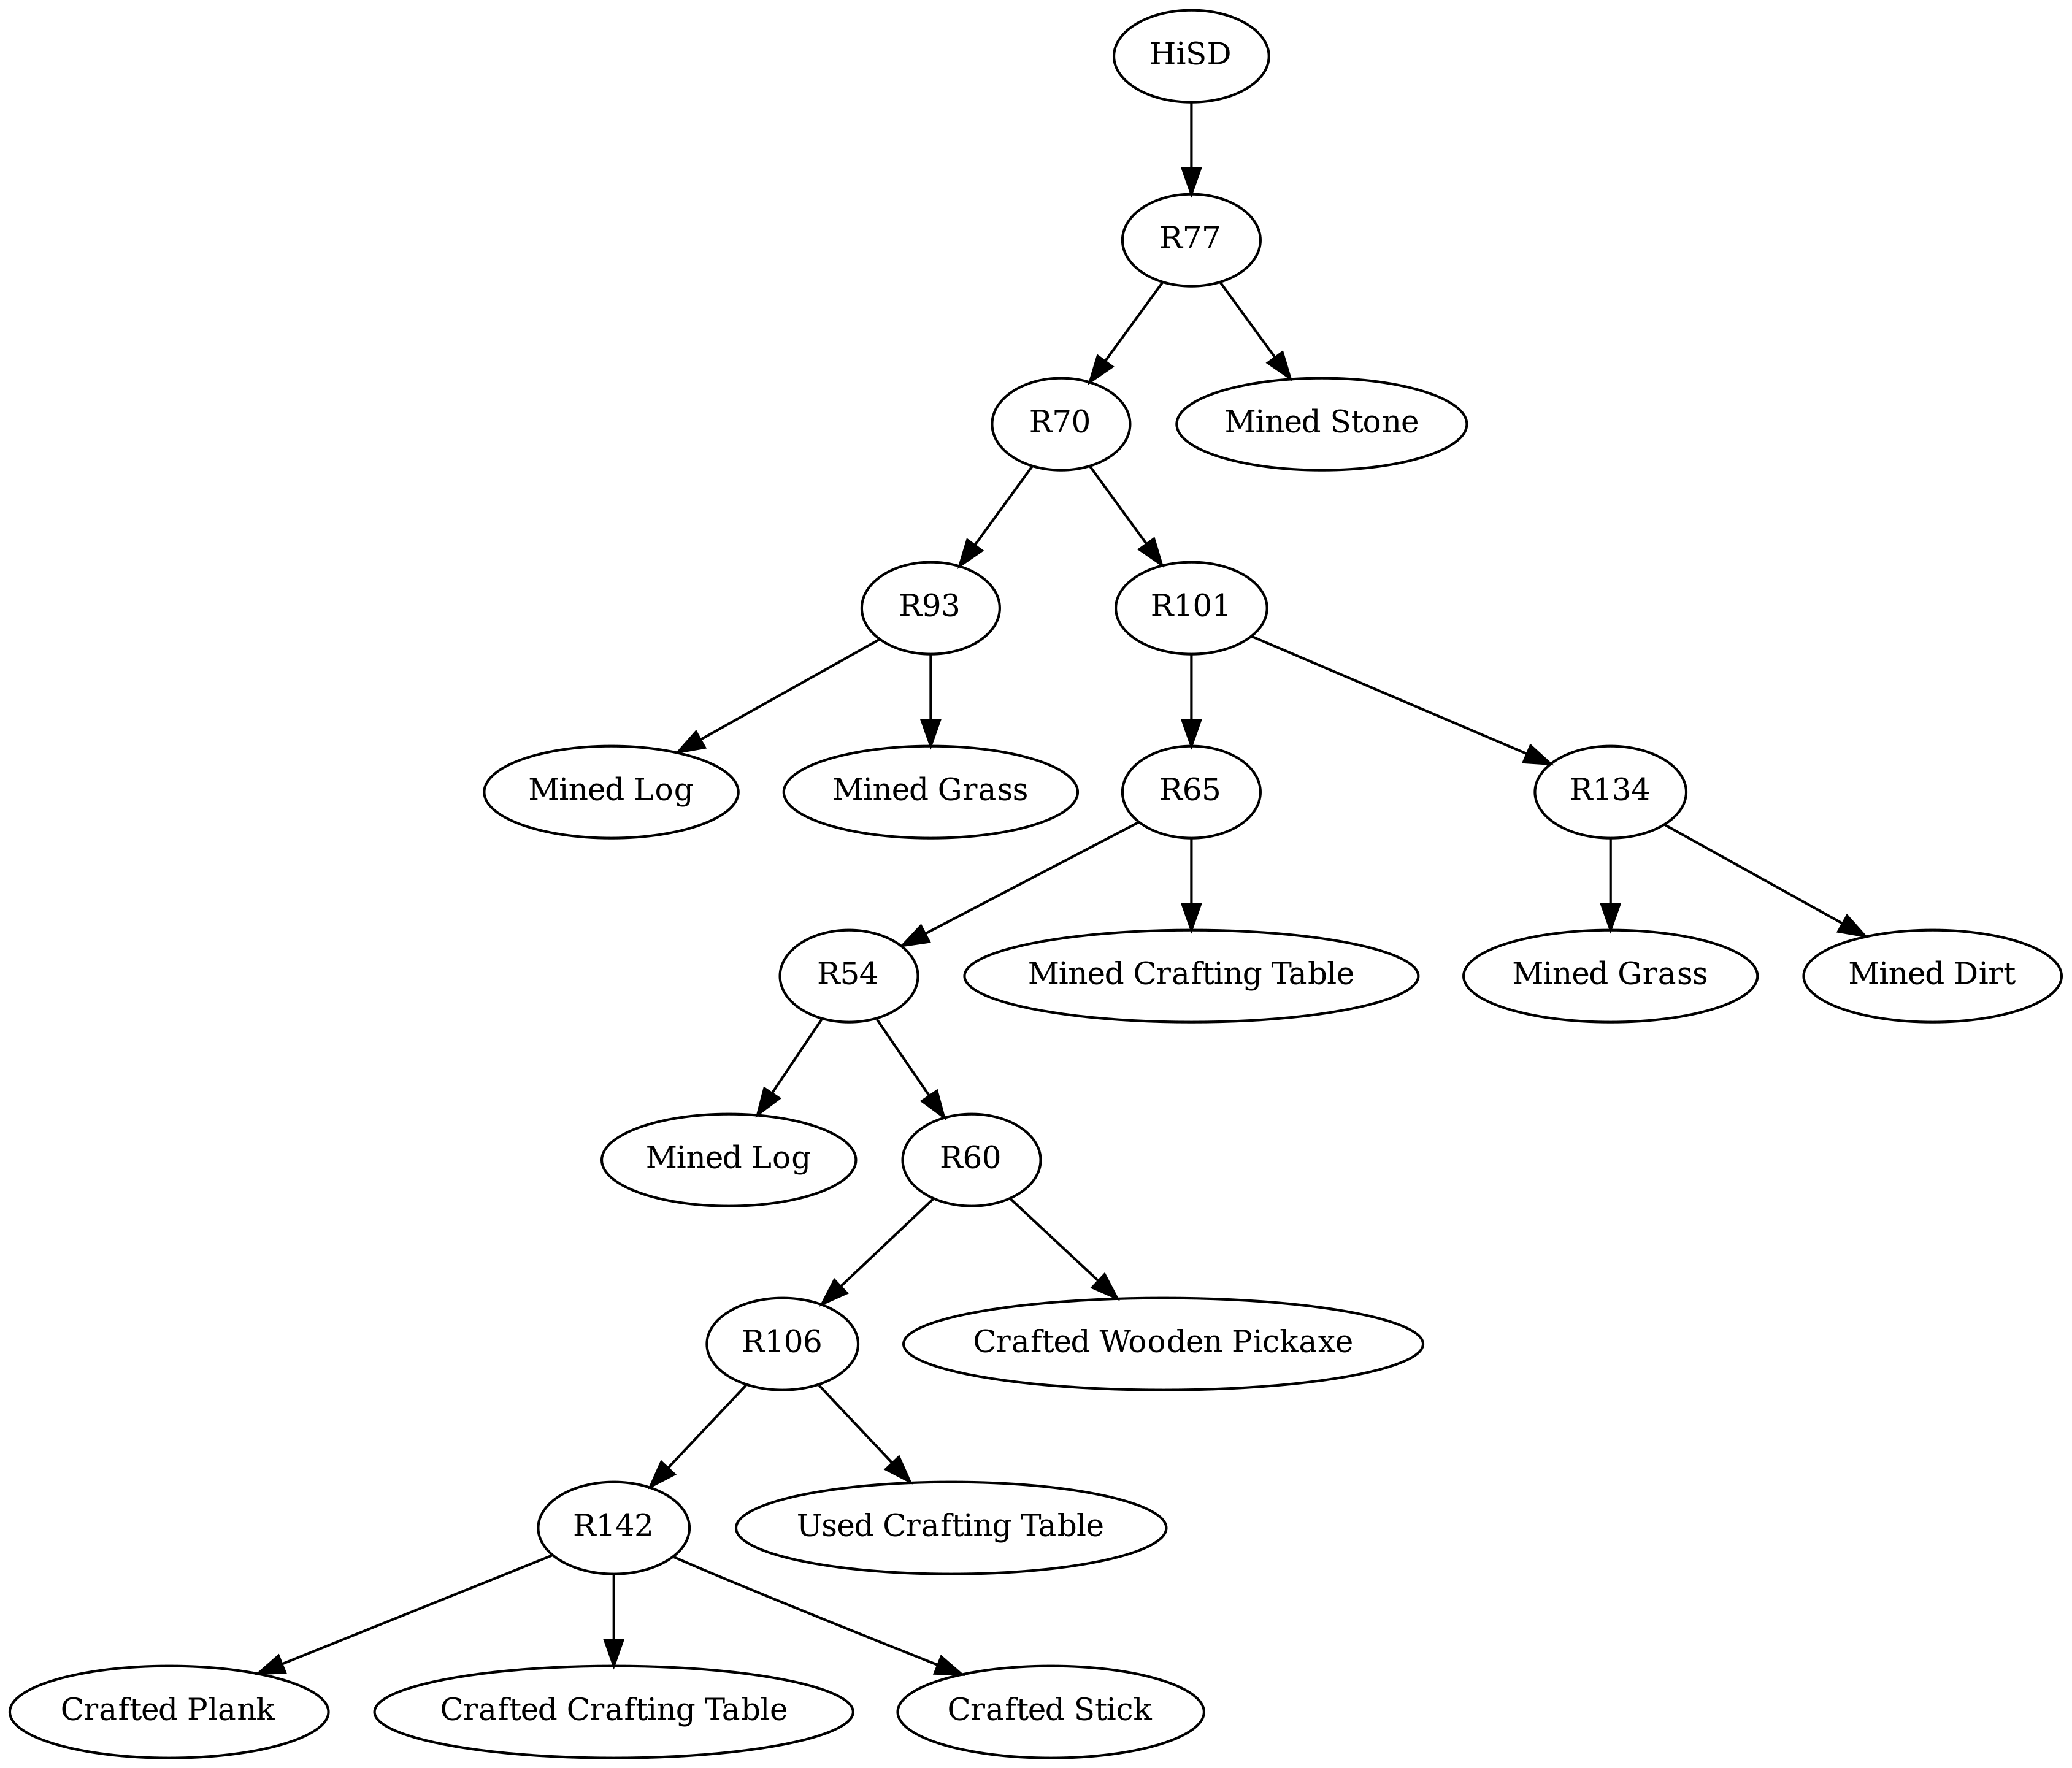 HiSD
R77
R70
Mined Stone
R93
R101
Mined Log
Mined Grass
R65
R134
R54
Mined Crafting Table
Mined Grass
Mined Dirt
Mined Log
R60
R106
Crafted Wooden Pickaxe
R142
Used Crafting Table
Crafted Plank
Crafted Crafting Table
Crafted Stick